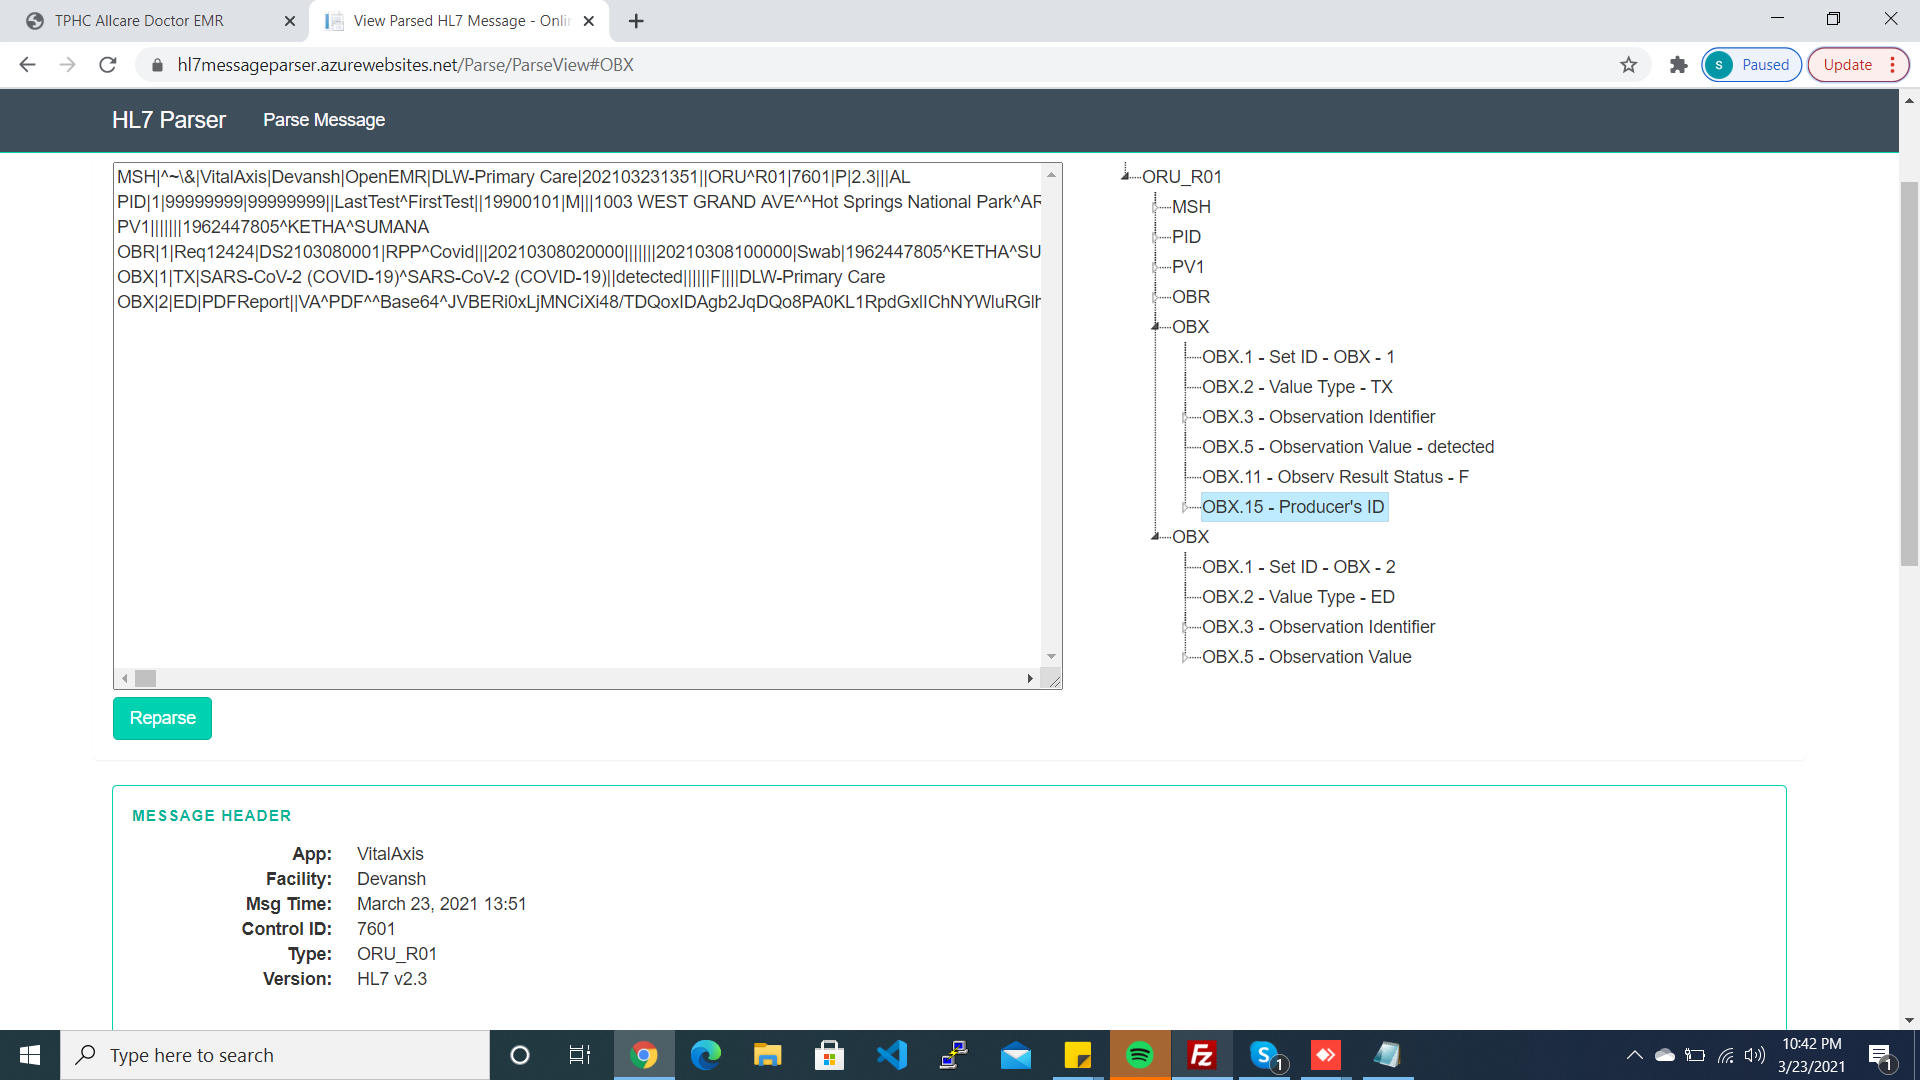 TPHC Allcare Doctor EMR
View Parsed HL7 Message - Onlin
hl7messageparser.azurewebsites.net/Parse/ParseView#OBX
S
Paused
Update
HL7 Parser
Parse Message
MSH|^~\&|VitalAxis|Devansh|OpenEMR|DLW-Primary Care|202103231351||ORU^R01|7601|P|2.3|||AL
PID|1|99999999|99999999||LastTest^FirstTest||19900101|M|||1003 WEST GRAND AVE^^Hot Springs National Park^AR
PV1|||||||1962447805^KETHA^SUMANA
OBR|1|Req12424|DS2103080001|RPP^Covid|||20210308020000|||||||20210308100000|Swab|1962447805^KETHA^SU
OBX|1|TX|SARS-CoV-2 (COVID-19)^SARS-CoV-2 (COVID-19)||detected||||||F||||DLW-Primary Care
OBX|2|ED|PDFReport||VA^PDF^^Base64^JVBERi0xLjMNCiXi48/TDQoxIDAgb2JqDQo8PA0KL1RpdGxlIChNYWluRGlh
ORU_R01
MSH
PID
PV1
OBR
OBX
OBX.1 - Set ID - OBX - 1
OBX.2 - Value Type - TX
OBX.3 - Observation Identifier
OBX.5 - Observation Value - detected
OBX.11 - Observ Result Status - F
OBX.15 - Producer's ID
OBX
OBX.1 - Set ID - OBX - 2
OBX.2 - Value Type - ED
OBX.3 - Observation Identifier
OBX.5 - Observation Value
Reparse
MESSAGE HEADER
App: VitalAxis
Facility: Devansh
Msg Time: March 23, 2021 13:51
Control ID: 7601
Type: ORU_R01
Version: HL7 v2.3
Type here to search
1
10:42 PM
3/23/2021
1